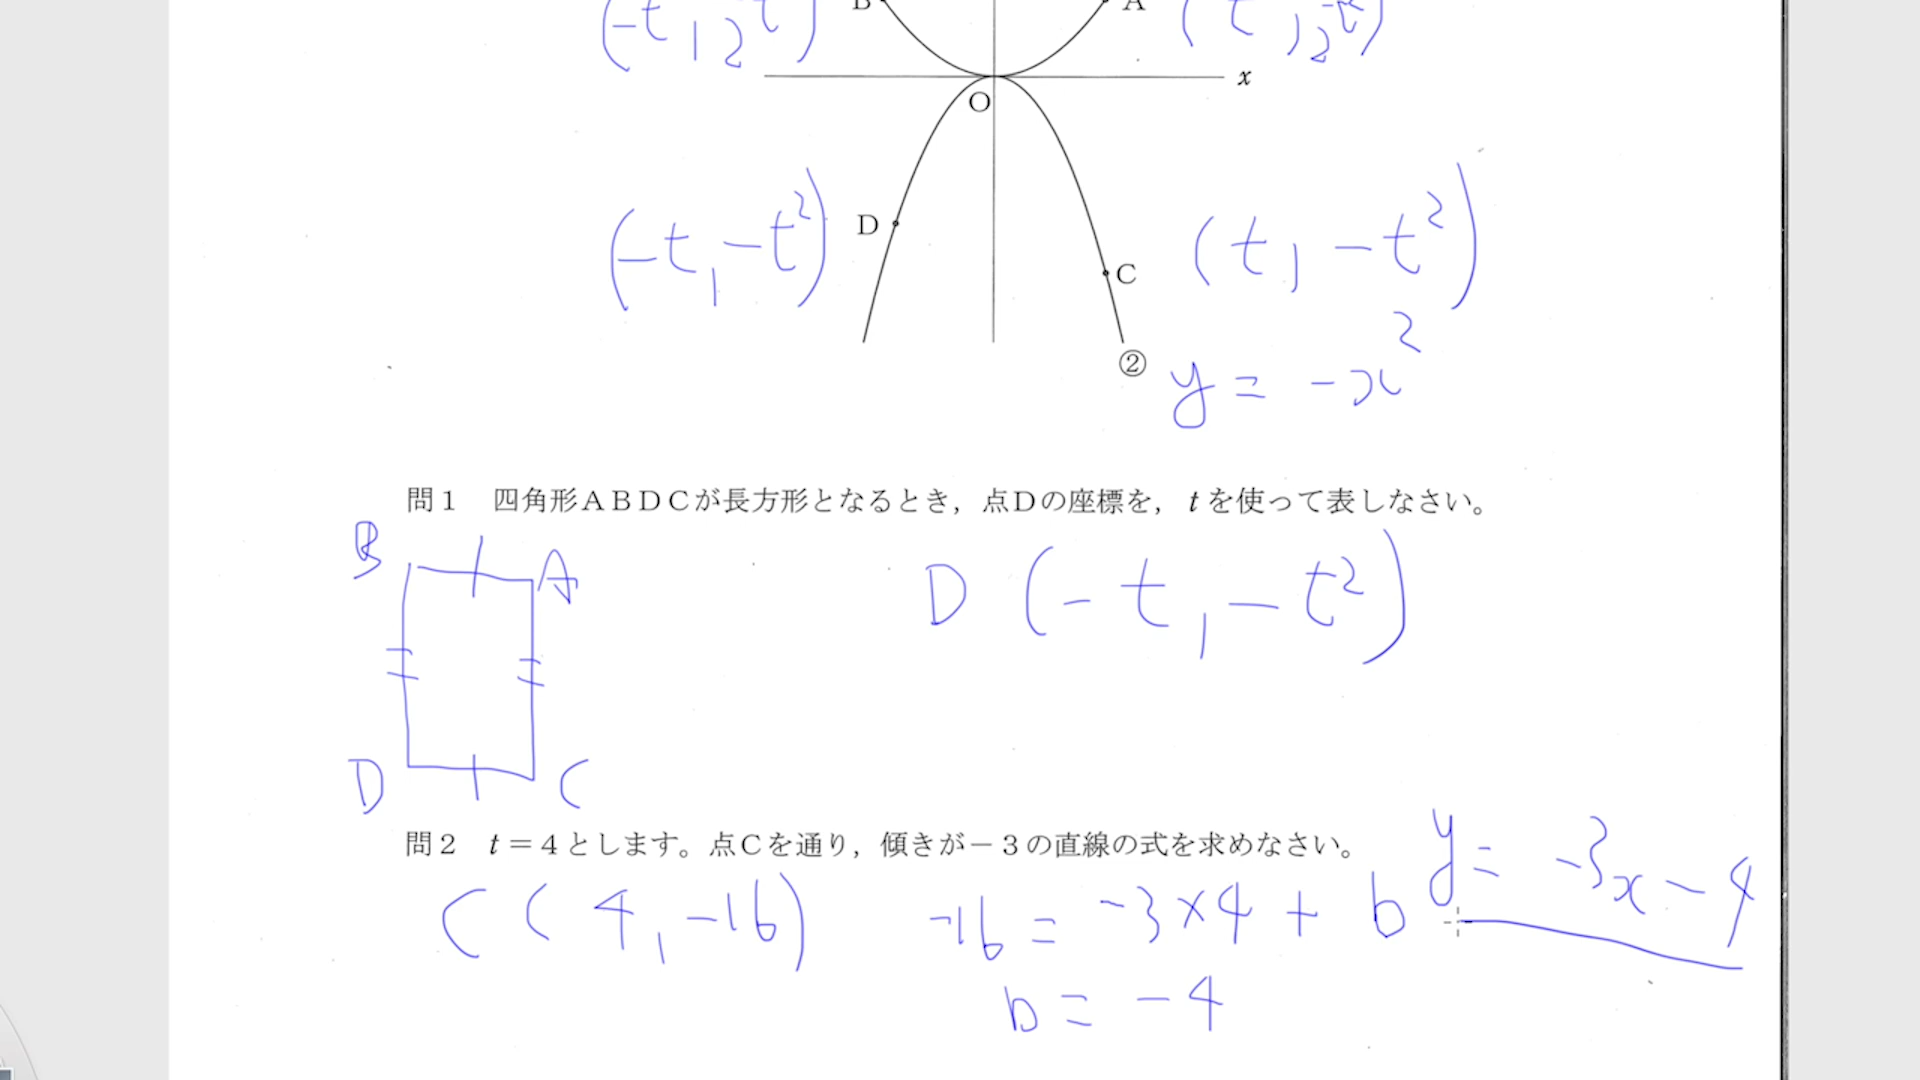 B A
x
O
(-t, -t²) D
C (t, -t²)
②
y = -x²
問1 四角形ABDCが長方形となるとき，点Dの座標を，tを使って表しなさい。
B A
D (-t, -t²)
D C
問2 t＝4とします。点Cを通り，傾きが－3の直線の式を求めなさい。
y = -3x-4
C (4, -16) -16 = -3×4 + b
b = -4